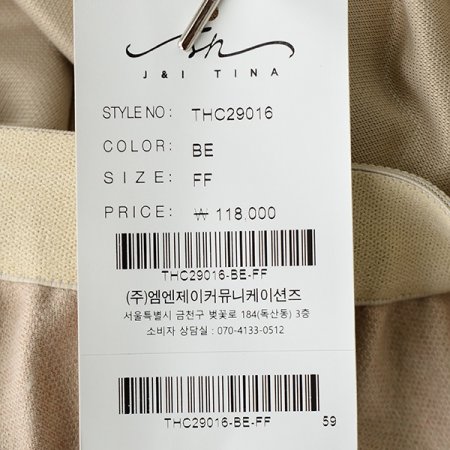 J & I TINA
STYLE NO: THC29016
COLOR: BE
SIZE: FF
PRICE: ₩ 118.000
THC29016-BE-FF
(주)엠엔제이커뮤니케이션즈
서울특별시 금천구 벚꽃로 184(독산동) 3층
소비자 상담실 : 070-4133-0512
THC29016-BE-FF 59